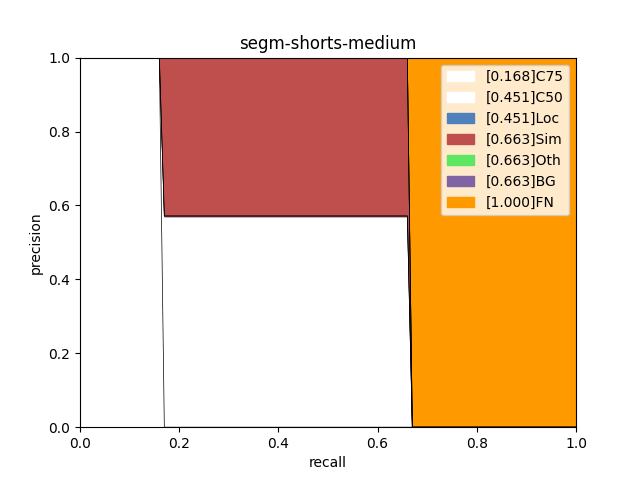 segm-shorts-medium
1.0
0.8
0.6
0.4
0.2
0.0
precision
[0.168]C75
[0.451]C50
[0.451]Loc
[0.663]Sim
[0.663]Oth
[0.663]BG
[1.000]FN
0.0 0.2 0.4 0.6 0.8 1.0
recall